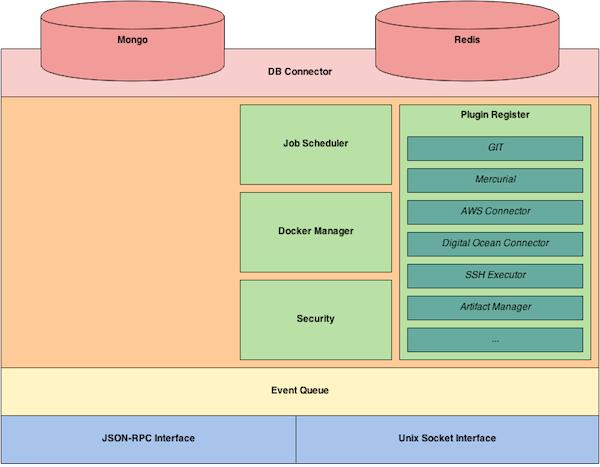 Mongo
Redis
DB Connector
Job Scheduler
Docker Manager
Security
Plugin Register
GIT
Mercurial
AWS Connector
Digital Ocean Connector
SSH Executor
Artifact Manager
...
Event Queue
JSON-RPC Interface
Unix Socket Interface